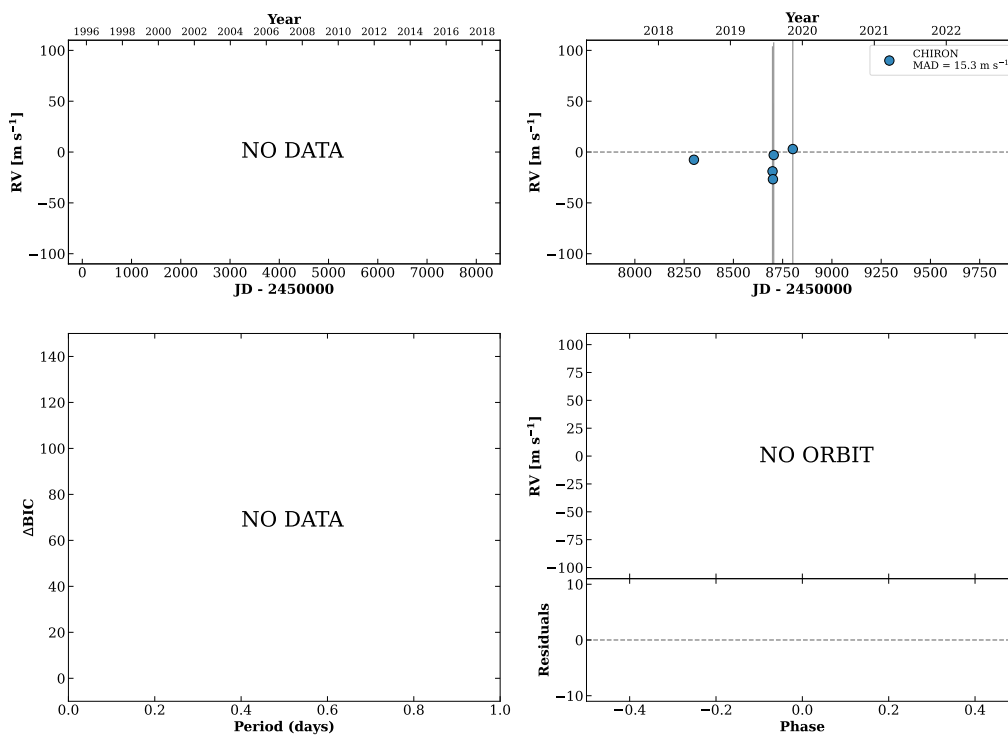 Year
1996 1998 2000 2002 2004 2006 2008 2010 2012 2014 2016 2018
100
50
0
−50
−100
RV [m s⁻¹]
NO DATA
0 1000 2000 3000 4000 5000 6000 7000 8000
JD - 2450000
Year
2018 2019 2020 2021 2022
CHIRON
MAD = 15.3 m s⁻¹
100
50
0
−50
−100
RV [m s⁻¹]
8000 8250 8500 8750 9000 9250 9500 9750
JD - 2450000
140
120
100
80
60
40
20
0
ΔBIC
NO DATA
0.0 0.2 0.4 0.6 0.8 1.0
Period (days)
100
75
50
25
0
−25
−50
−75
−100
RV [m s⁻¹]
NO ORBIT
10
0
−10
Residuals
−0.4 −0.2 0.0 0.2 0.4
Phase